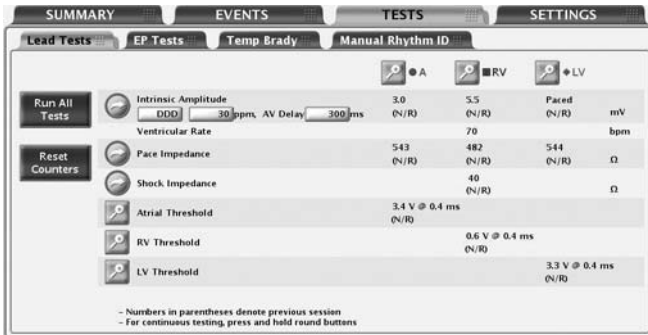 SUMMARY EVENTS TESTS SETTINGS
Lead Tests EP Tests Temp Brady Manual Rhythm ID
A RV LV
Run All Tests
Intrinsic Amplitude 3.0 5.5 Paced
DDD 30 ppm, AV Delay 300 ms (N/R) (N/R) (N/R) mV
Ventricular Rate 70 bpm
Reset Counters
Pace Impedance 543 482 544
(N/R) (N/R) (N/R) Ω
Shock Impedance 40
(N/R) Ω
Atrial Threshold 3.4 V @ 0.4 ms
(N/R)
RV Threshold 0.6 V @ 0.4 ms
(N/R)
LV Threshold 3.3 V @ 0.4 ms
(N/R)
- Numbers in parentheses denote previous session
- For continuous testing, press and hold round buttons